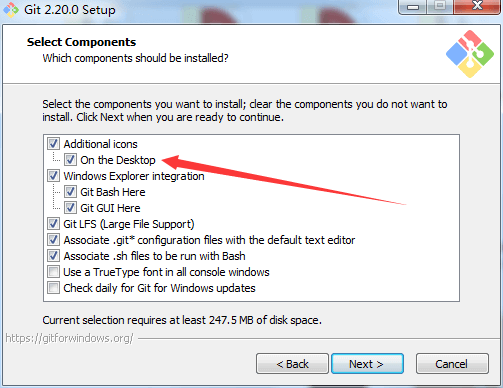 Git 2.20.0 Setup
Select Components
Which components should be installed?
Select the components you want to install; clear the components you do not want to
install. Click Next when you are ready to continue.
Additional icons
On the Desktop
Windows Explorer integration
Git Bash Here
Git GUI Here
Git LFS (Large File Support)
Associate .git* configuration files with the default text editor
Associate .sh files to be run with Bash
Use a TrueType font in all console windows
Check daily for Git for Windows updates
Current selection requires at least 247.5 MB of disk space.
https://gitforwindows.org/
< Back
Next >
Cancel